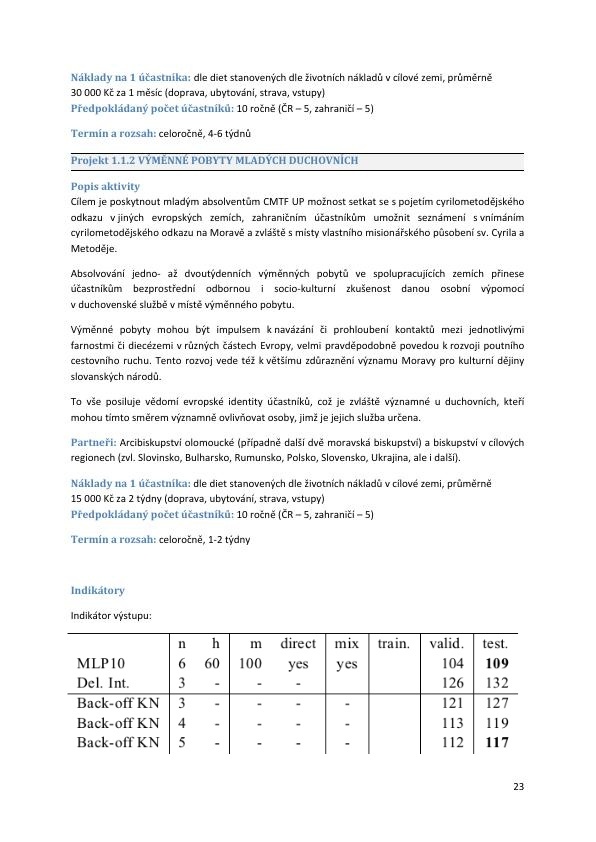 Náklady na 1 účastníka: dle diet stanovených dle životních nákladů v cílové zemi, průměrně
30 000 Kč za 1 měsíc (doprava, ubytování, strava, vstupy)
Předpokládaný počet účastníků: 10 ročně (ČR – 5, zahraničí – 5)
Termín a rozsah: celoročně, 4-6 týdnů
Projekt 1.1.2 VÝMĚNNÉ POBYTY MLADÝCH DUCHOVNÍCH
Popis aktivity
Cílem je poskytnout mladým absolventům CMTF UP možnost setkat se s pojetím cyrilometodějského
odkazu v jiných evropských zemích, zahraničním účastníkům umožnit seznámení s vnímáním
cyrilometodějského odkazu na Moravě a zvláště s místy vlastního misionářského působení sv. Cyrila a
Metoděje.
Absolvování jedno- až dvoutýdenních výměnných pobytů ve spolupracujících zemích přinese
účastníkům bezprostřední odbornou i socio-kulturní zkušenost danou osobní výpomocí
v duchovenské službě v místě výměnného pobytu.
Výměnné pobyty mohou být impulsem k navázání či prohloubení kontaktů mezi jednotlivými
farnostmi či diecézemi v různých částech Evropy, velmi pravděpodobně povedou k rozvoji poutního
cestovního ruchu. Tento rozvoj vede též k většímu zdůraznění významu Moravy pro kulturní dějiny
slovanských národů.
To vše posiluje vědomí evropské identity účastníků, což je zvláště významné u duchovních, kteří
mohou tímto směrem významně ovlivňovat osoby, jimž je jejich služba určena.
Partneři: Arcibiskupství olomoucké (případně další dvě moravská biskupství) a biskupství v cílových
regionech (zvl. Slovinsko, Bulharsko, Rumunsko, Polsko, Slovensko, Ukrajina, ale i další).
Náklady na 1 účastníka: dle diet stanovených dle životních nákladů v cílové zemi, průměrně
15 000 Kč za 2 týdny (doprava, ubytování, strava, vstupy)
Předpokládaný počet účastníků: 10 ročně (ČR – 5, zahraničí – 5)
Termín a rozsah: celoročně, 1-2 týdny
Indikátory
Indikátor výstupu:
n h m direct mix train. valid. test.
MLP10 6 60 100 yes yes 104 109
Del. Int. 3 - - - 126 132
Back-off KN 3 - - - - 121 127
Back-off KN 4 - - - - 113 119
Back-off KN 5 - - - - 112 117
23